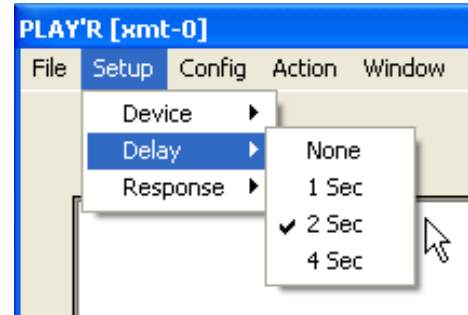 PLAY'R [xmt-0]
File Setup Config Action Window
Device
Delay
Response
None
1 Sec
2 Sec
4 Sec